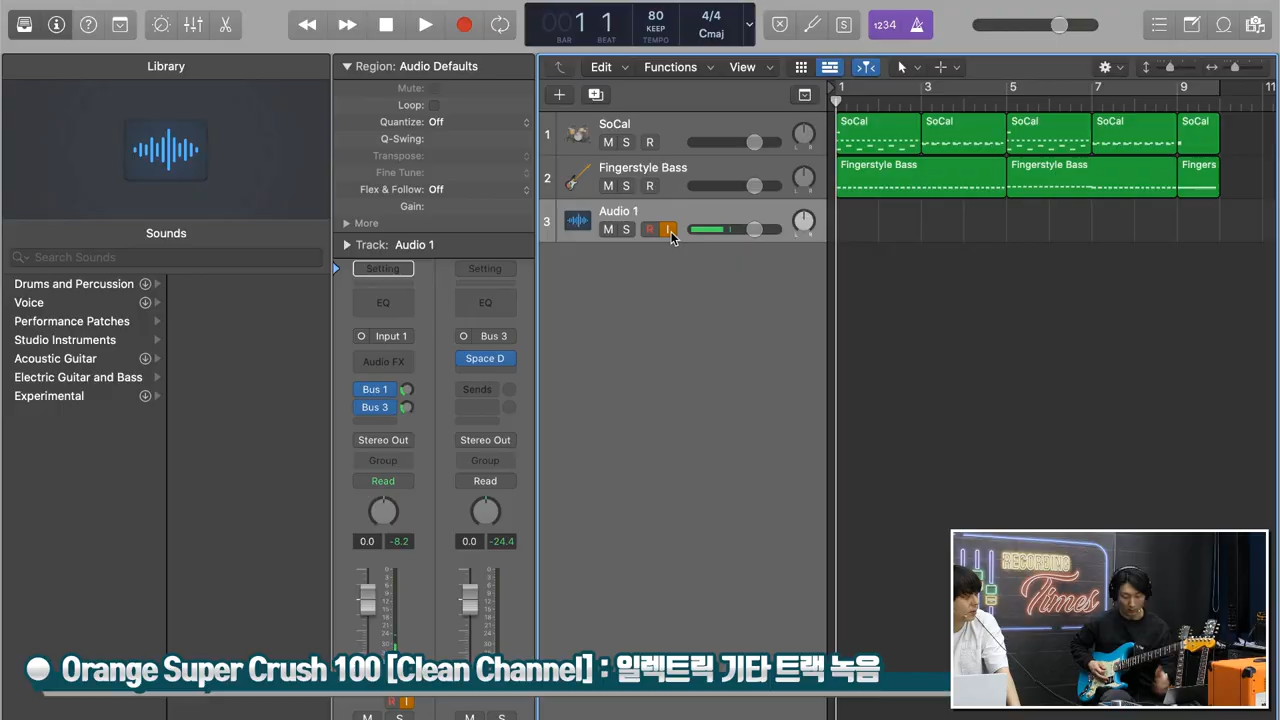 1 1
BAR BEAT
80
KEEP
TEMPO
4/4
Cmaj
S
1234
Library
Region: Audio Defaults
Edit
Functions
View
Mute:
Loop:
Quantize: Off
Q-Swing:
Transpose:
Fine Tune:
Flex & Follow: Off
Gain:
More
Track: Audio 1
Sounds
Search Sounds
Drums and Percussion
Voice
Performance Patches
Studio Instruments
Acoustic Guitar
Electric Guitar and Bass
Experimental
Setting Setting
EQ EQ
Input 1 Bus 3
Audio FX Space D
Bus 1 Sends
Bus 3
Stereo Out Stereo Out
Group Group
Read Read
0.0 -8.2 0.0 -24.4
R I
M S M
1 5 7 9 11
1 SoCal
M S R
2 Fingerstyle Bass
M S R
3 Audio 1
M S R I
SoCal SoCal SoCal SoCal SoCal
Fingerstyle Bass Fingerstyle Bass Fingers
RECORDING
Times
Orange Super Crush 100 [Clean Channel] : 일렉트릭 기타 트랙 녹음